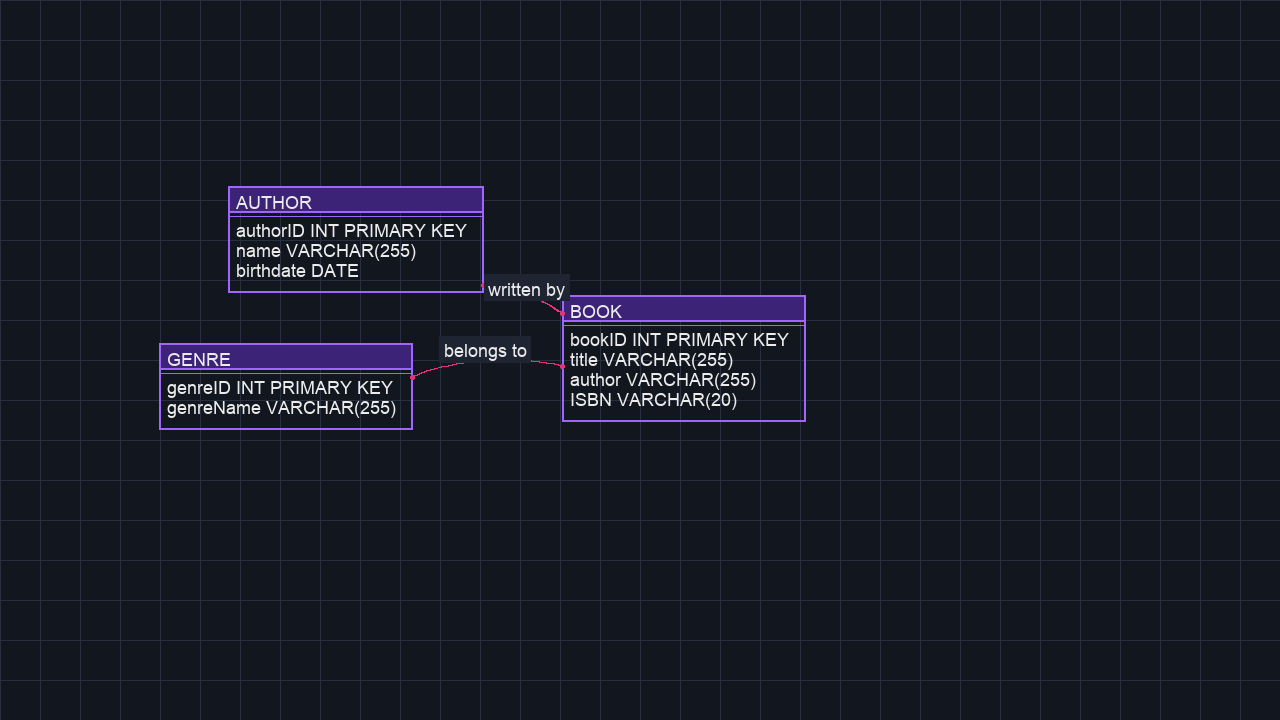 AUTHOR
authorID INT PRIMARY KEY
name VARCHAR(255)
birthdate DATE
written by
BOOK
bookID INT PRIMARY KEY
title VARCHAR(255)
author VARCHAR(255)
ISBN VARCHAR(20)
belongs to
GENRE
genreID INT PRIMARY KEY
genreName VARCHAR(255)